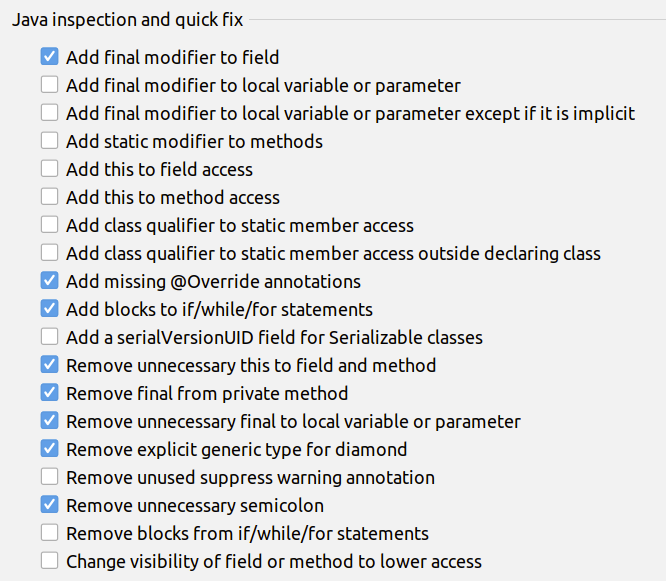 Java inspection and quick fix
Add final modifier to field
Add final modifier to local variable or parameter
Add final modifier to local variable or parameter except if it is implicit
Add static modifier to methods
Add this to field access
Add this to method access
Add class qualifier to static member access
Add class qualifier to static member access outside declaring class
Add missing @Override annotations
Add blocks to if/while/for statements
Add a serialVersionUID field for Serializable classes
Remove unnecessary this to field and method
Remove final from private method
Remove unnecessary final to local variable or parameter
Remove explicit generic type for diamond
Remove unused suppress warning annotation
Remove unnecessary semicolon
Remove blocks from if/while/for statements
Change visibility of field or method to lower access